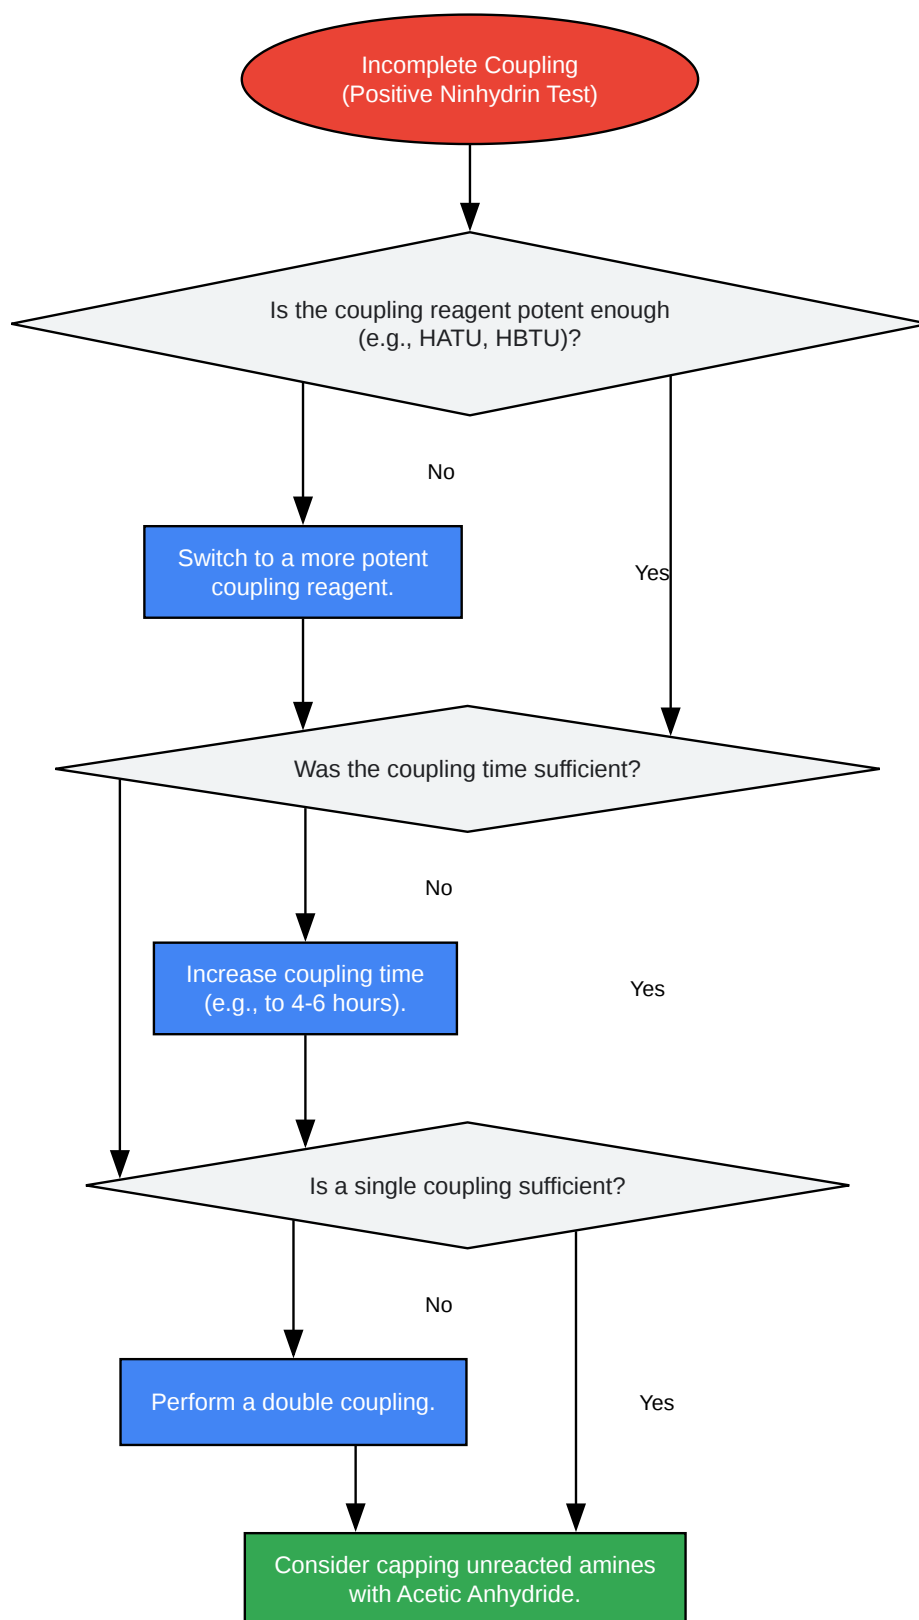 Incomplete Coupling
(Positive Ninhydrin Test)
Is the coupling reagent potent enough
(e.g., HATU, HBTU)?
No
Switch to a more potent
coupling reagent.
Yes
Was the coupling time sufficient?
No
Increase coupling time
(e.g., to 4-6 hours).
Yes
Is a single coupling sufficient?
No
Perform a double coupling.
Yes
Consider capping unreacted amines
with Acetic Anhydride.